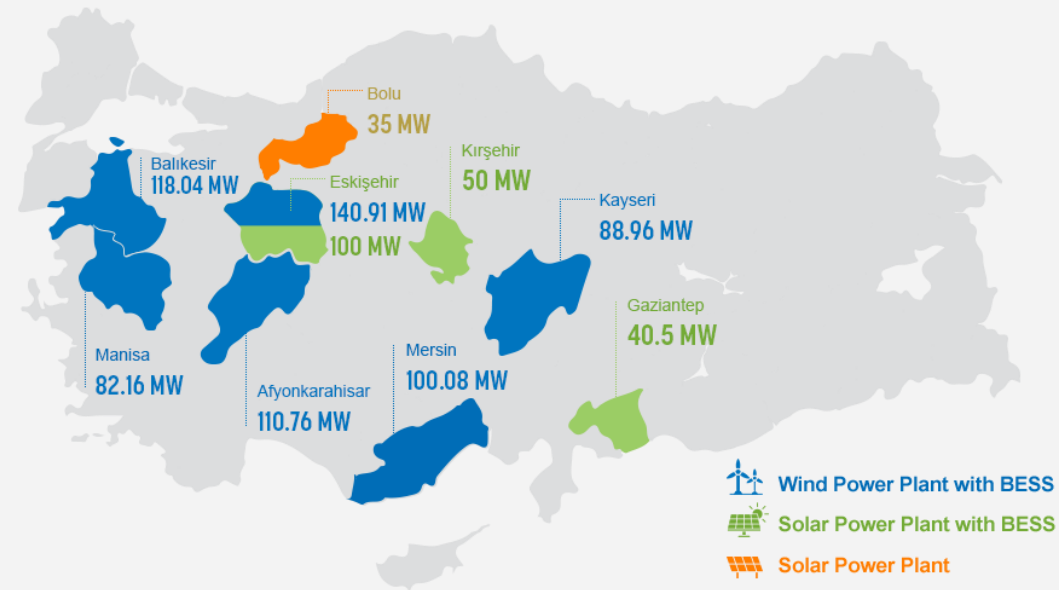 Bolu
35 MW
Balıkesir
118.04 MW
Eskişehir
140.91 MW
100 MW
Kırşehir
50 MW
Kayseri
88.96 MW
Gaziantep
40.5 MW
Manisa
82.16 MW
Afyonkarahisar
110.76 MW
Mersin
100.08 MW
Wind Power Plant with BESS
Solar Power Plant with BESS
Solar Power Plant